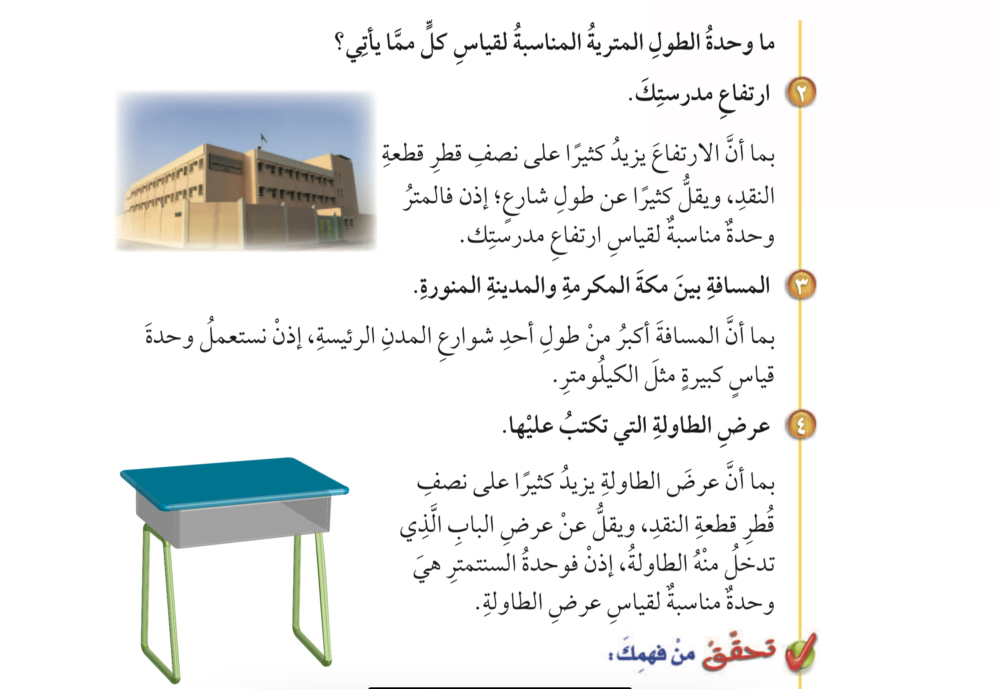 ما وحدةُ الطولِ المتريةُ المناسبةُ لقياسِ كلٍّ ممَّا يأتِي؟
٢ ارتفاعِ مدرستِكَ.
بما أنَّ الارتفاعَ يزيدُ كثيرًا على نصفِ قطرِ قطعةِ
النقدِ، ويقلُّ كثيرًا عن طولِ شارعٍ؛ إذن فالمترُ
وحدةٌ مناسبةٌ لقياسِ ارتفاعِ مدرستِك.
٣ المسافةِ بينَ مكةَ المكرمةِ والمدينةِ المنورةِ.
بما أنَّ المسافةَ أكبرُ منْ طولِ أحدِ شوارعِ المدنِ الرئيسةِ، إذنْ نستعملُ وحدةَ
قياسٍ كبيرةٍ مثلَ الكيلُومترِ.
٤ عرضِ الطاولةِ التي تكتبُ عليْها.
بما أنَّ عرضَ الطاولةِ يزيدُ كثيرًا على نصفِ
قُطرِ قطعةِ النقدِ، ويقلُّ عنْ عرضِ البابِ الَّذِي
تدخلُ منْهُ الطاولةُ، إذنْ فوحدةُ السنتمترِ هيَ
وحدةٌ مناسبةٌ لقياسِ عرضِ الطاولةِ.
تحقَّقْ منْ فهمِكَ: